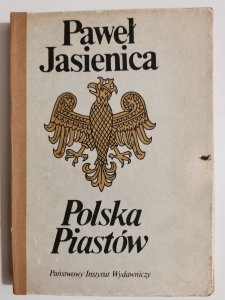 Paweł
Jasienica
Polska
Piastów
Państwowy Instytut Wydawniczy